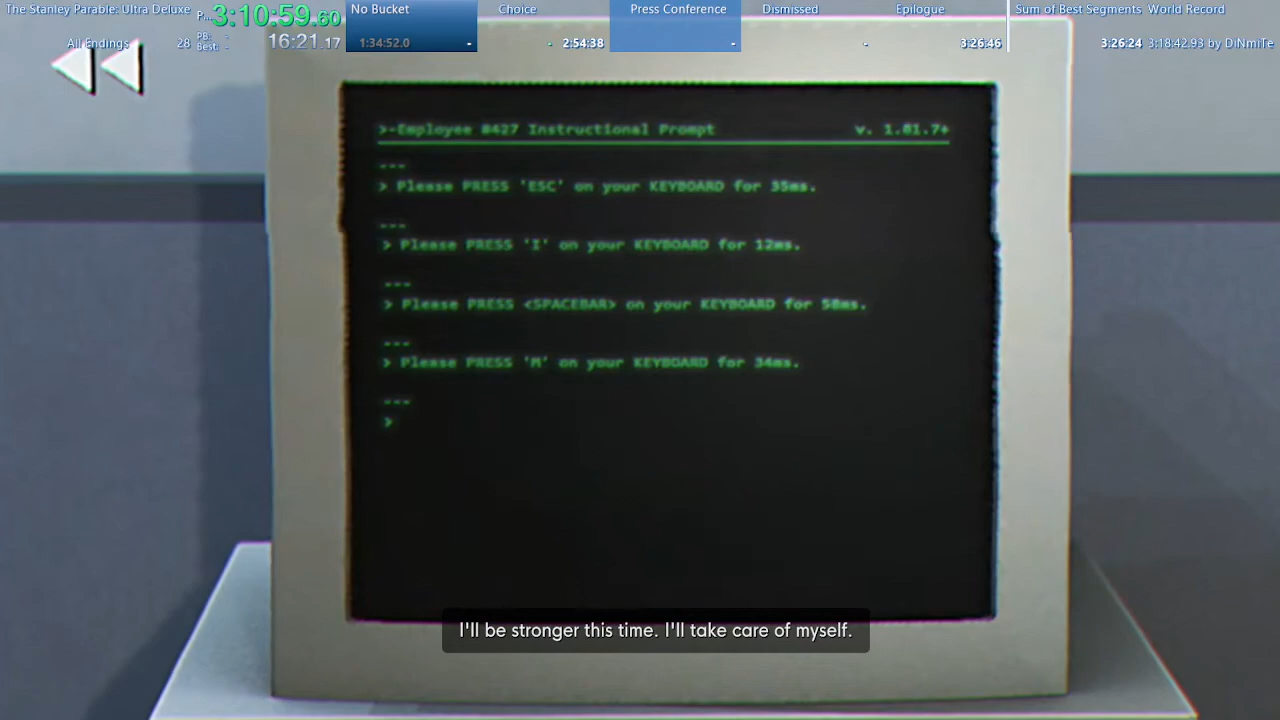 The Stanley Parable: Ultra Deluxe
P...
3:10:59.60
No Bucket
Choice
Press Conference
Dismissed
Epilogue
Sum of Best Segments
World Record
All Endings
28
PB: -
Best: -
16:21.17
1:34:52.0
-
-
2:54:38
-
-
3:26:46
3:26:24
3:18:42.93 by DiNmiTe
>-Employee #427 Instructional Prompt
v. 1.01.7+
---
> Please PRESS 'ESC' on your KEYBOARD for 35ms.
---
> Please PRESS 'I' on your KEYBOARD for 12ms.
---
> Please PRESS <SPACEBAR> on your KEYBOARD for 58ms.
---
> Please PRESS 'M' on your KEYBOARD for 34ms.
---
>
I'll be stronger this time. I'll take care of myself.